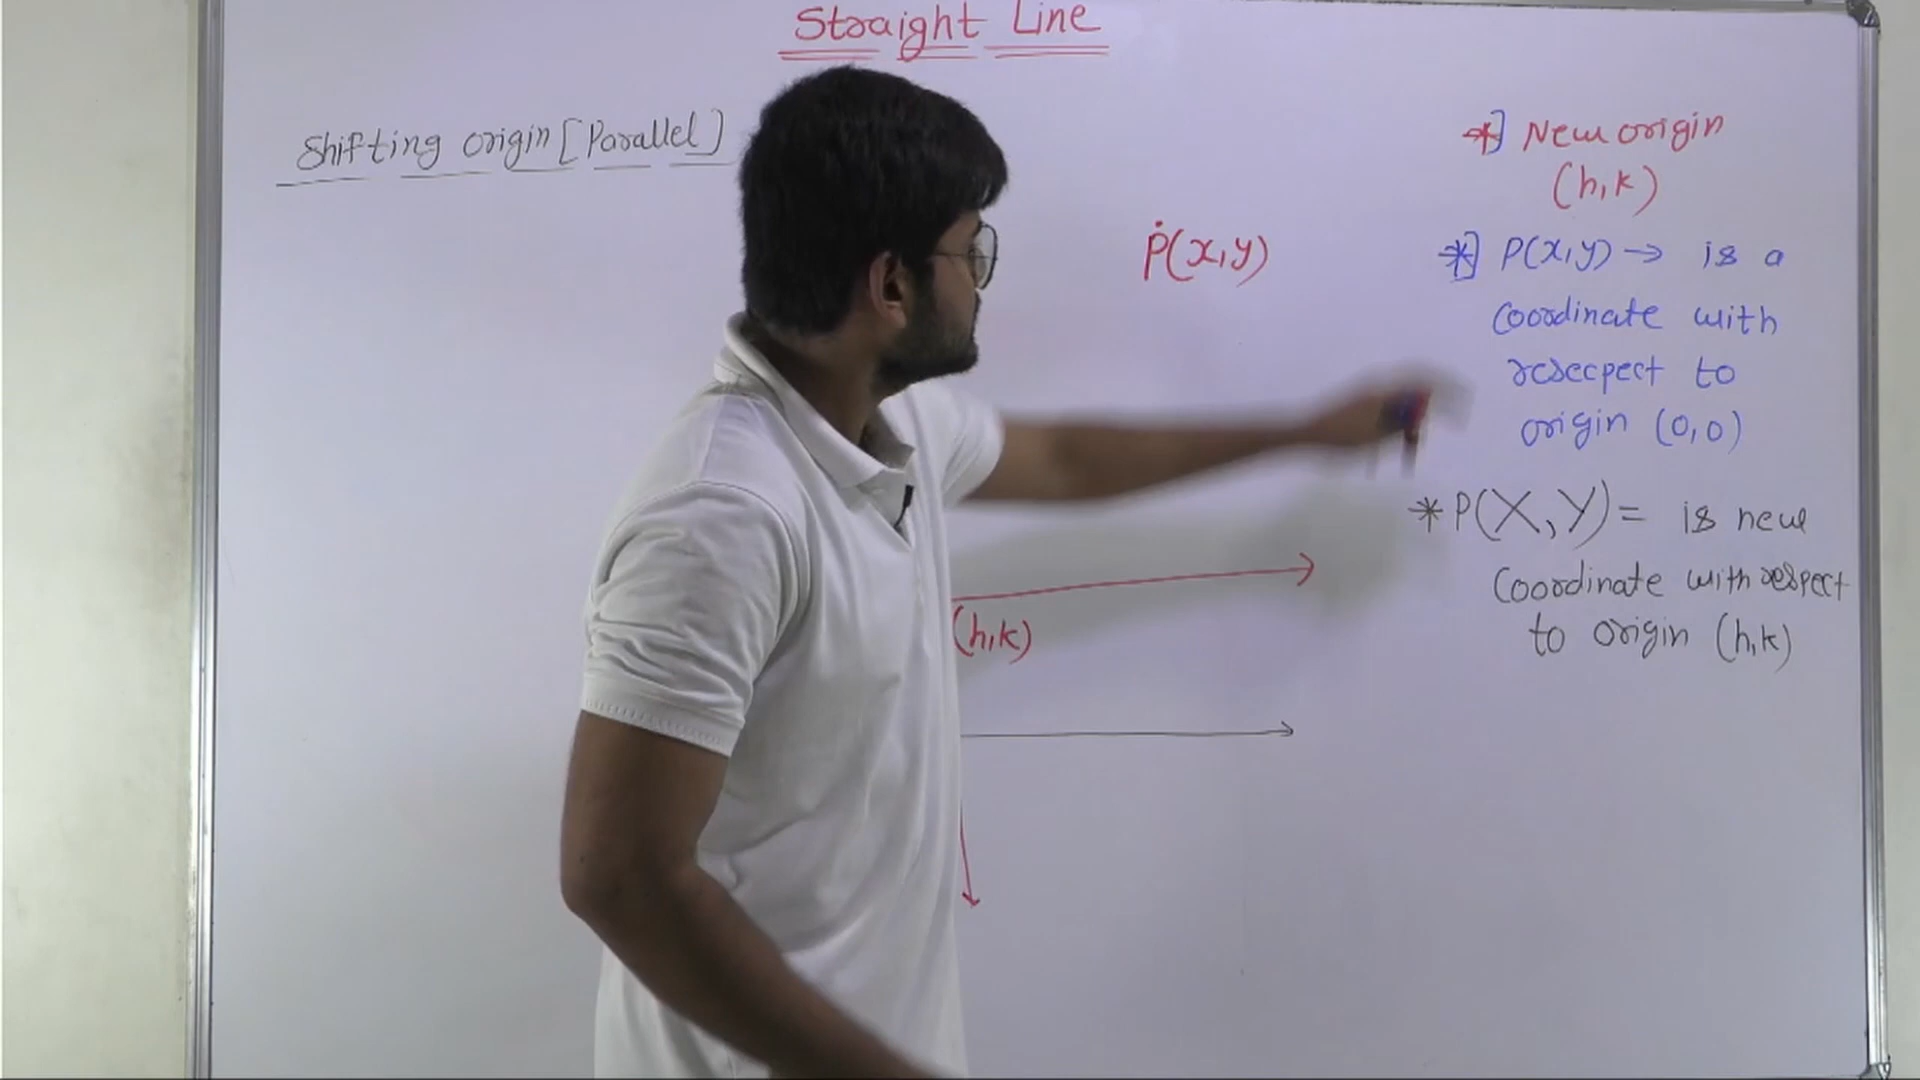 Straight Line
Shifting origin [Parallel]
*] New origin
(h,k)
P(x,y)
*] P(x,y) → is a
Coordinate with
resecpect to
origin (0,0)
* P(X,Y) = is new
Coordinate with respect
to origin (h,k)
(h,k)